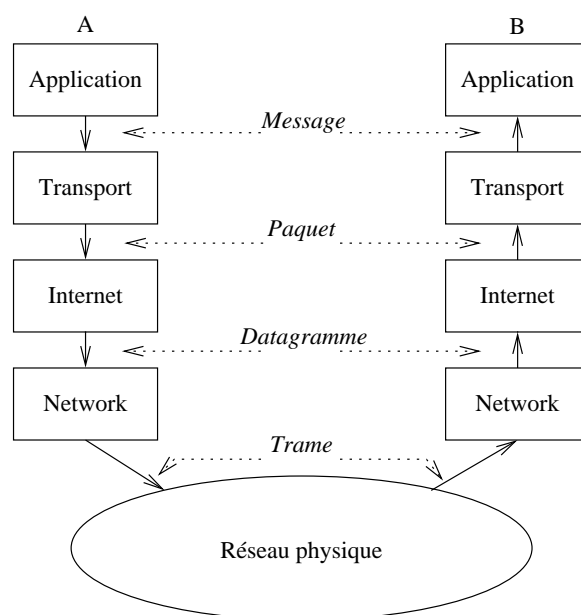 A B
Application Application
Message
Transport Transport
Paquet
Internet Internet
Datagramme
Network Network
Trame
Réseau physique